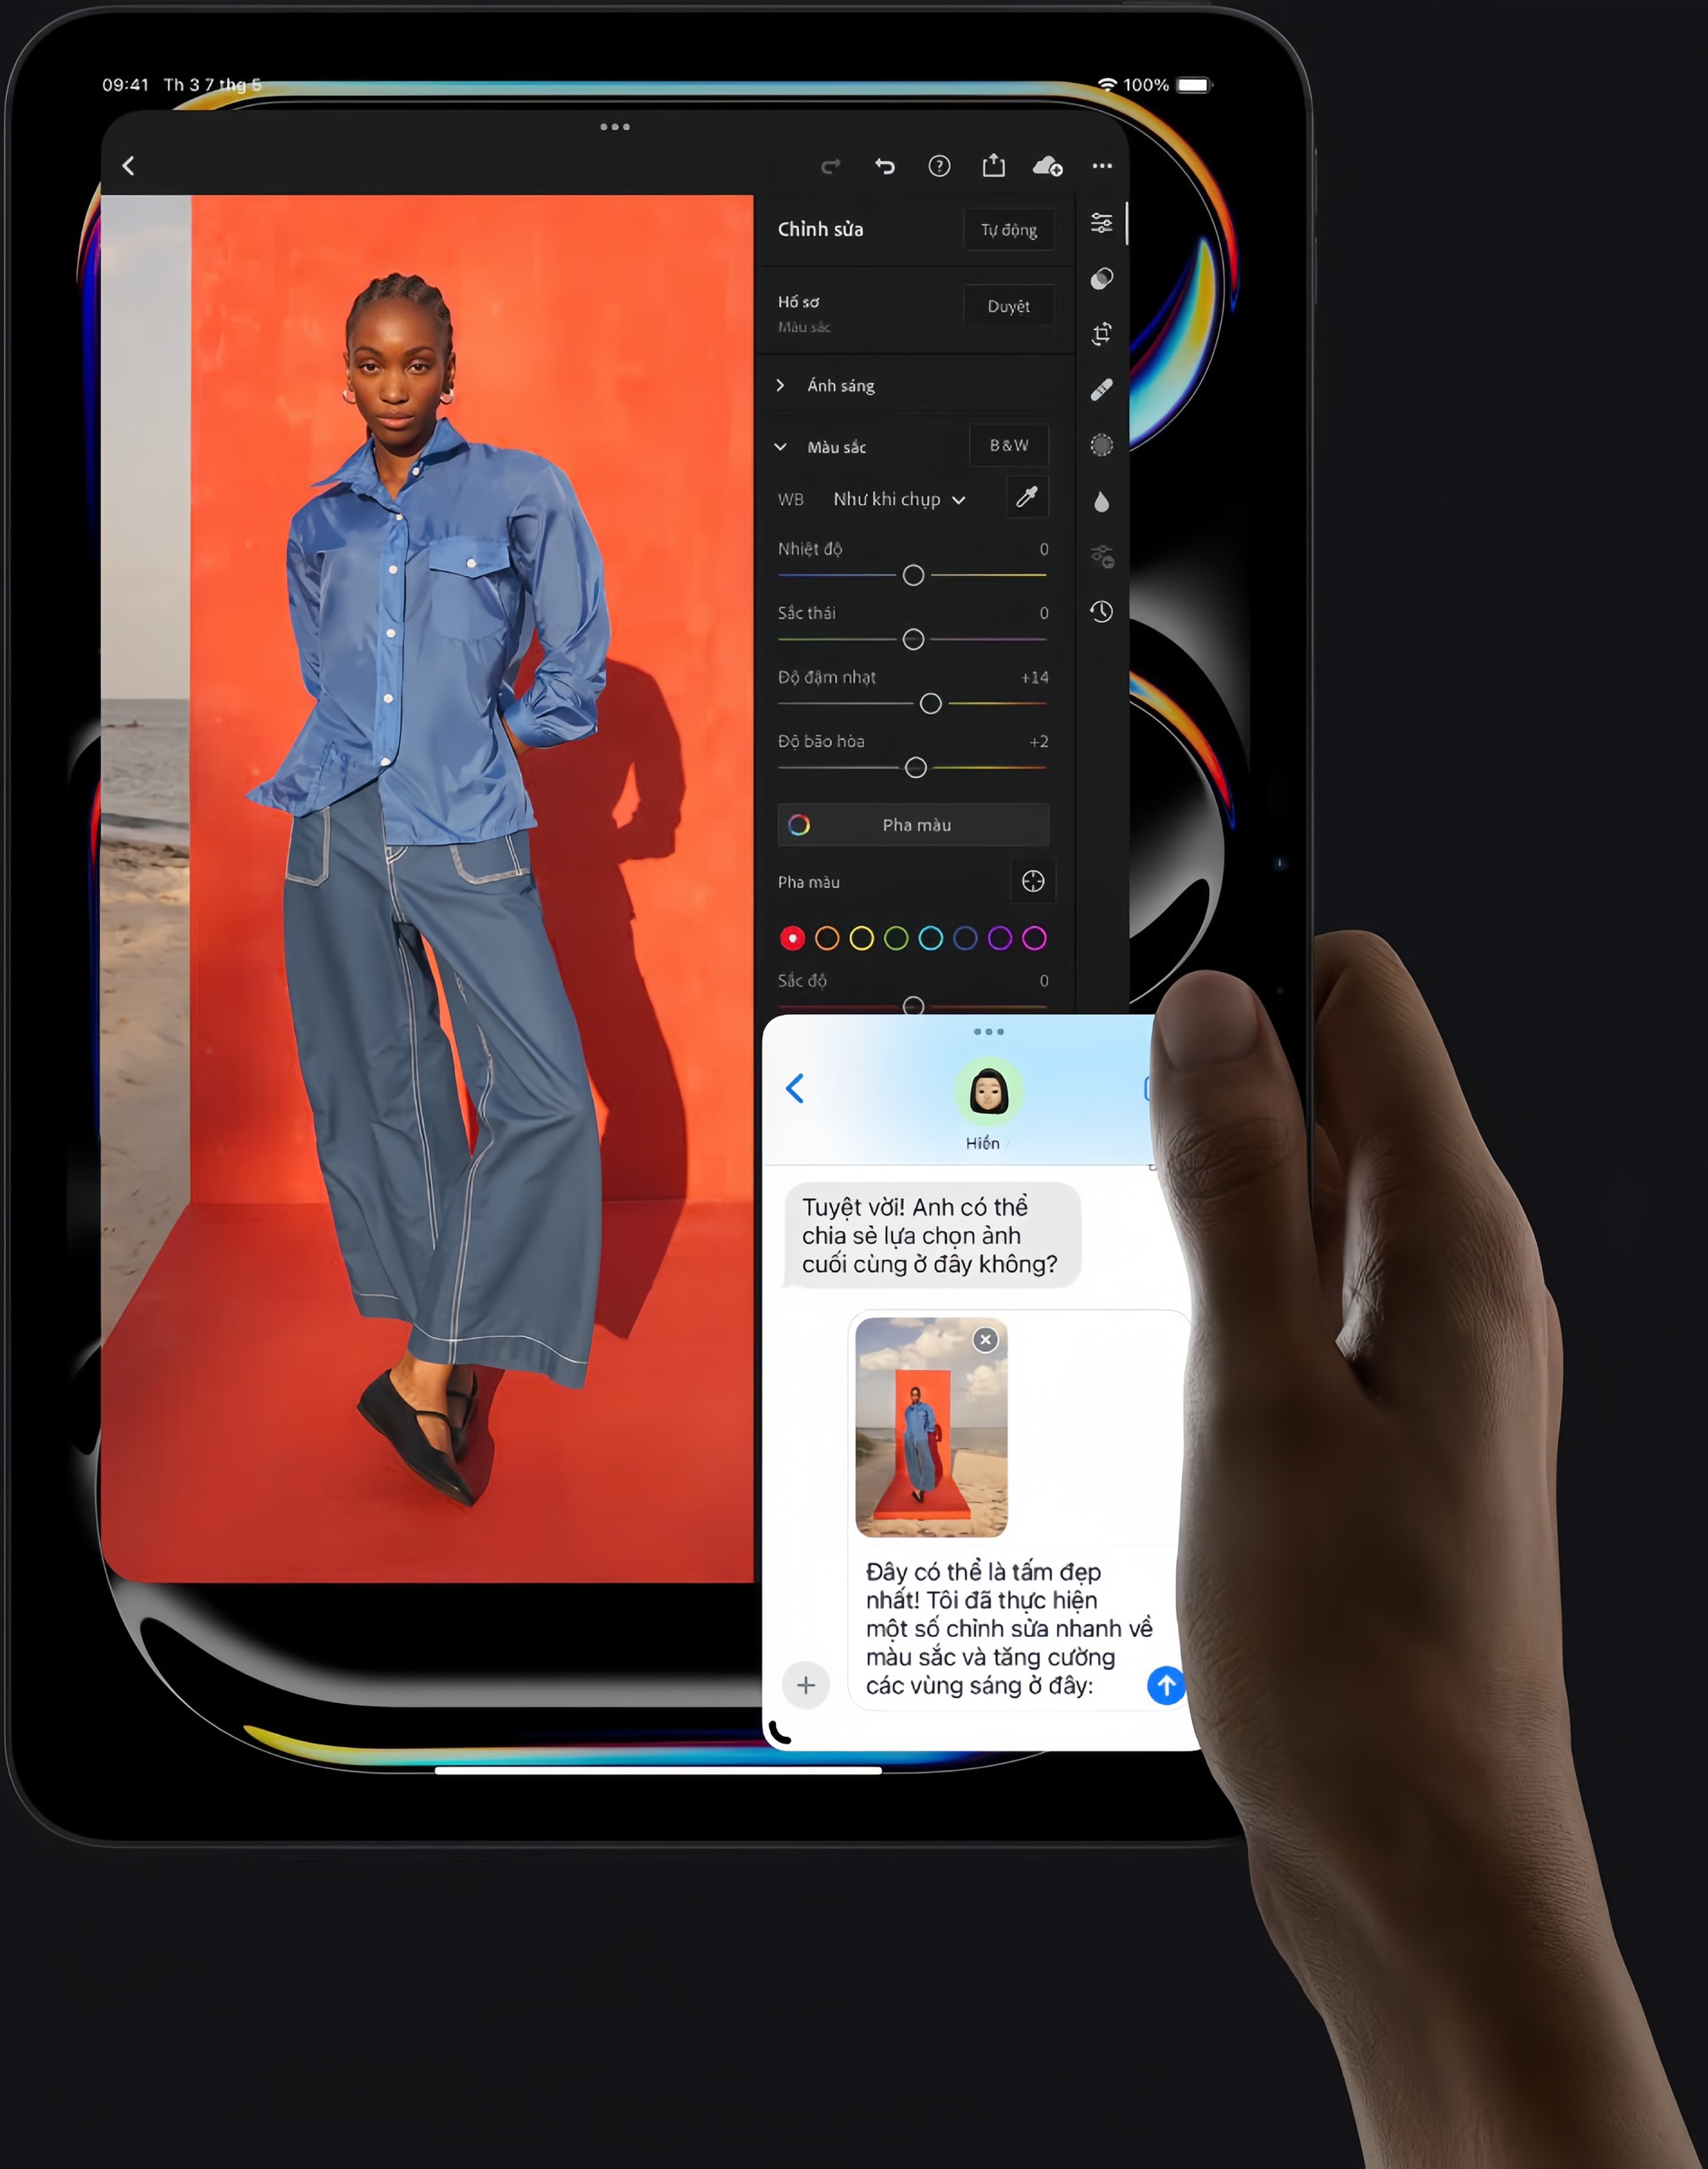 09:41 Th 3 7 thg 5
100%
Chỉnh sửa
Tự động
Hồ sơ
Duyệt
Màu sắc
Ánh sáng
Màu sắc
B&W
WB Như khi chụp
Nhiệt độ 0
Sắc thái 0
Độ đậm nhạt +14
Độ bão hòa +2
Pha màu
Pha màu
Sắc độ 0
Hiền
Tuyệt vời! Anh có thể
chia sẻ lựa chọn ảnh
cuối cùng ở đây không?
Đây có thể là tấm đẹp
nhất! Tôi đã thực hiện
một số chỉnh sửa nhanh về
màu sắc và tăng cường
các vùng sáng ở đây: